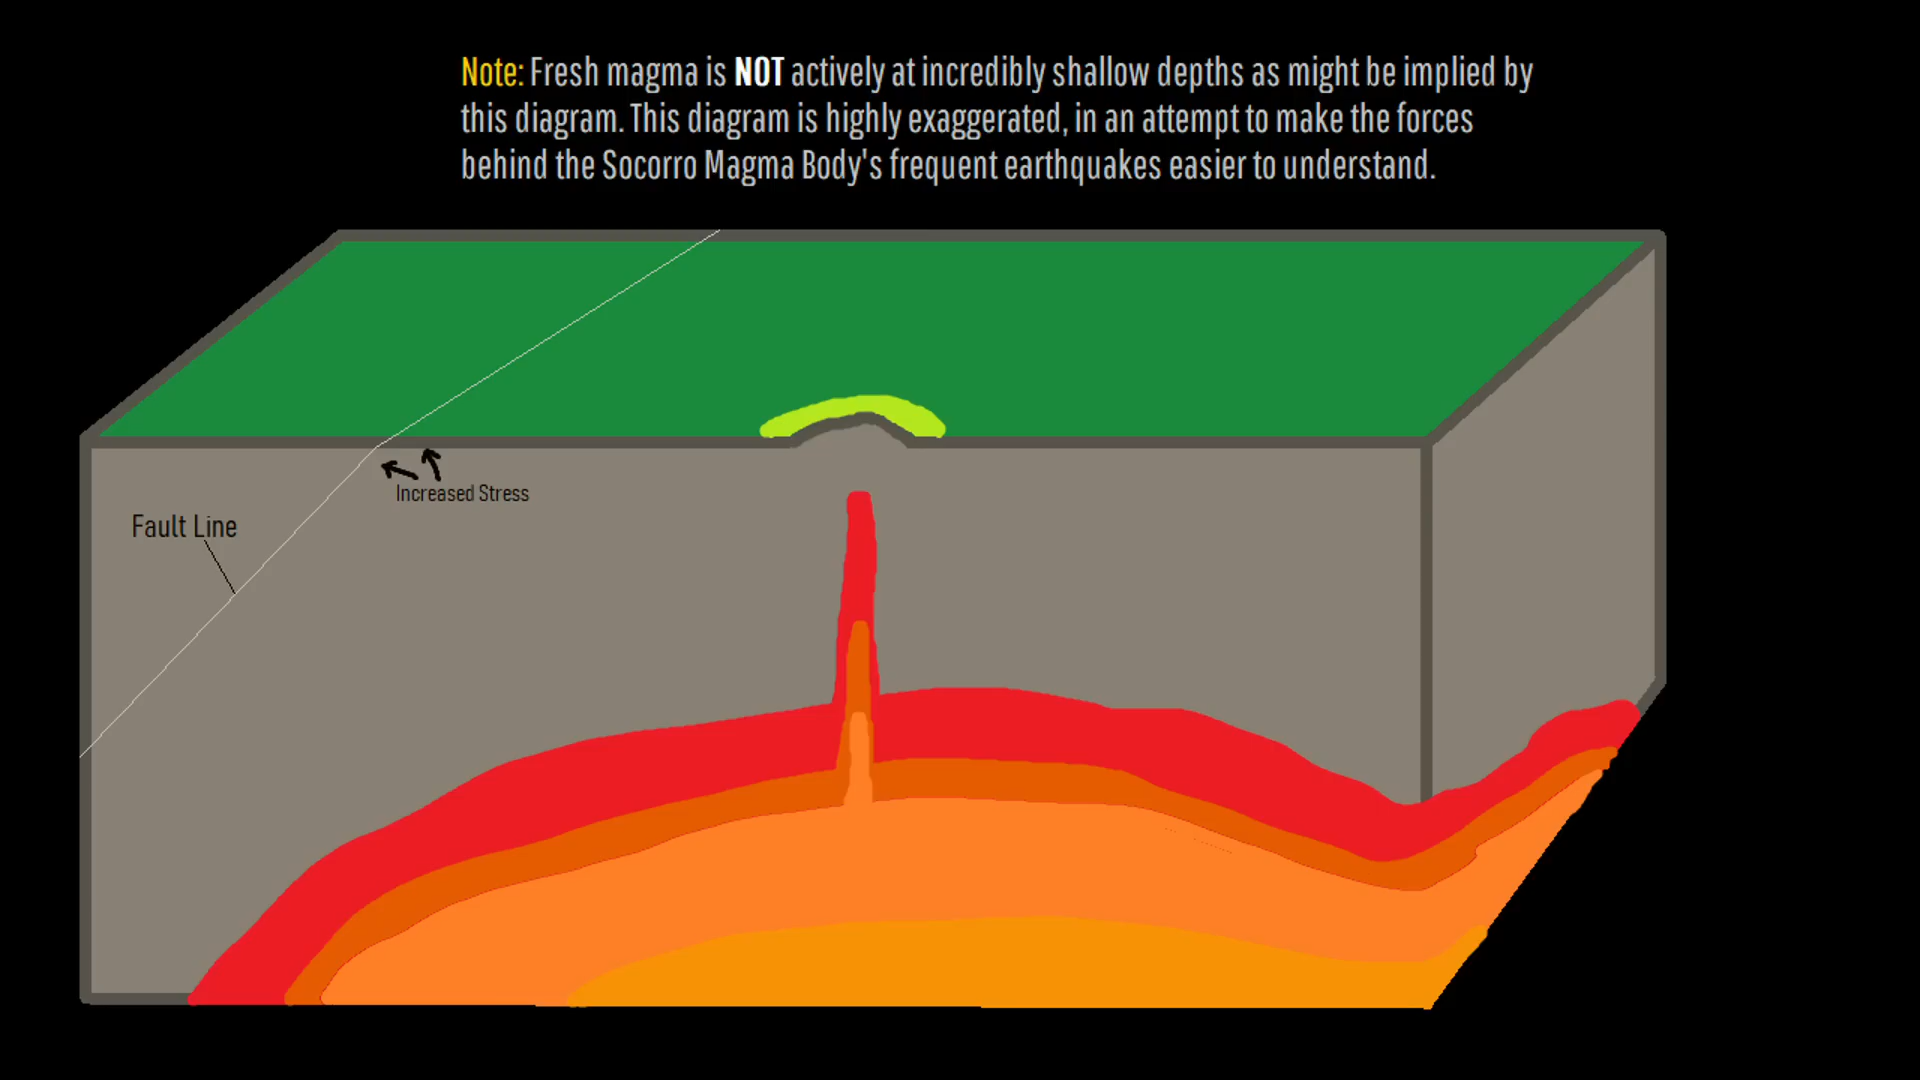 Note: Fresh magma is NOT actively at incredibly shallow depths as might be implied by
this diagram. This diagram is highly exaggerated, in an attempt to make the forces
behind the Socorro Magma Body's frequent earthquakes easier to understand.
Increased Stress
Fault Line